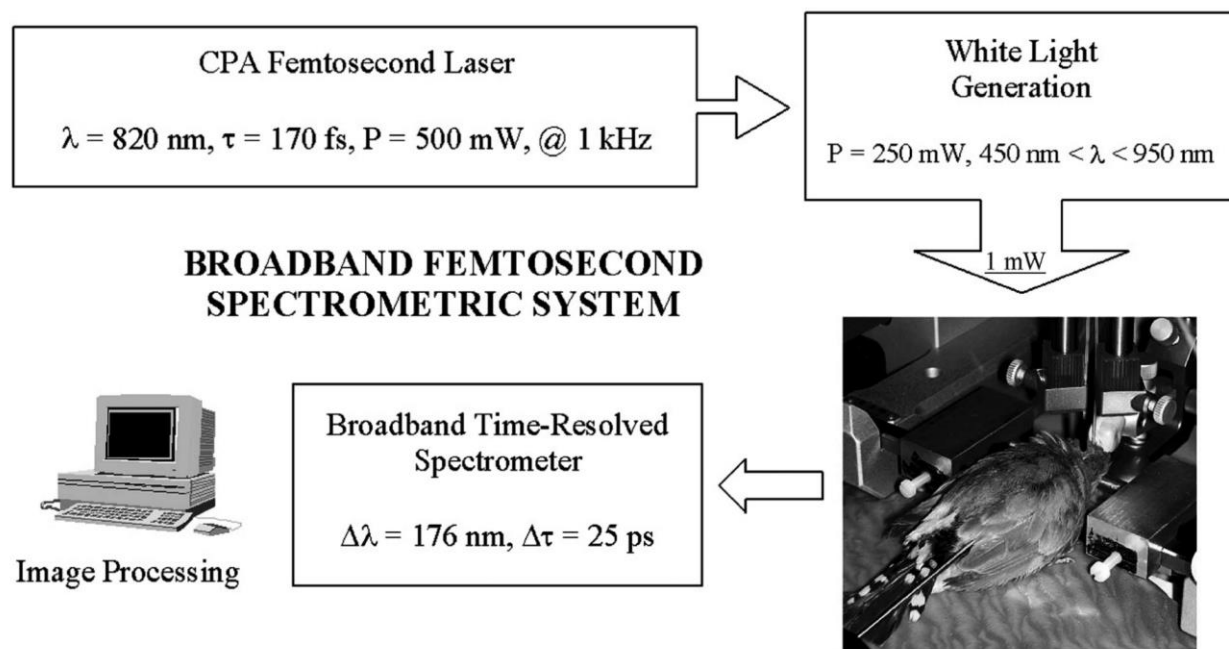 CPA Femtosecond Laser
λ = 820 nm, τ = 170 fs, P = 500 mW, @ 1 kHz
White Light
Generation
P = 250 mW, 450 nm < λ < 950 nm
1 mW
BROADBAND FEMTOSECOND
SPECTROMETRIC SYSTEM
Broadband Time-Resolved
Spectrometer
Δλ = 176 nm, Δτ = 25 ps
Image Processing